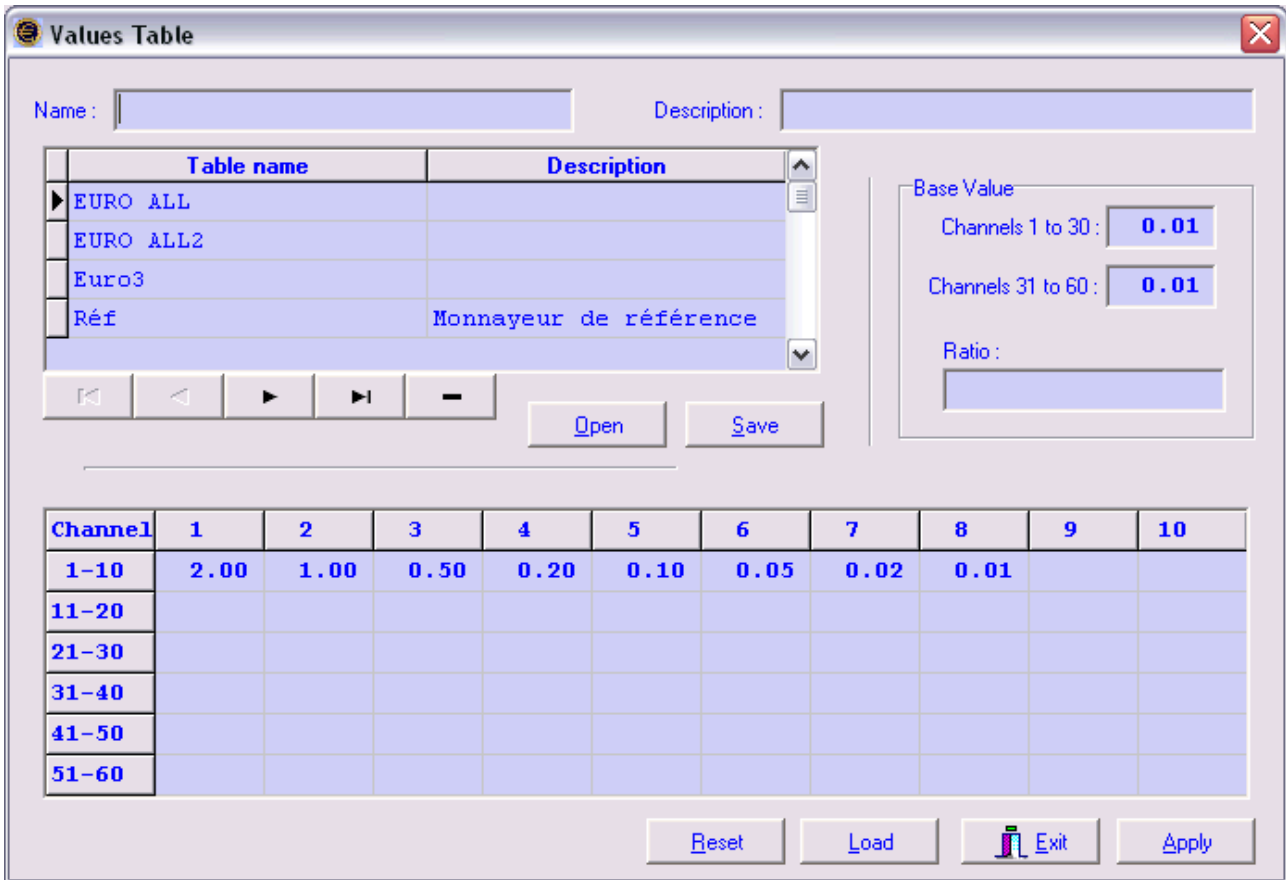 Values Table
Name : Description :
Table name Description
EURO ALL
EURO ALL2
Euro3
Réf Monnayeur de référence
Base Value
Channels 1 to 30 : 0.01
Channels 31 to 60 : 0.01
Ratio :
Open Save
Channel 1 2 3 4 5 6 7 8 9 10
1-10 2.00 1.00 0.50 0.20 0.10 0.05 0.02 0.01
11-20
21-30
31-40
41-50
51-60
Reset Load Exit Apply